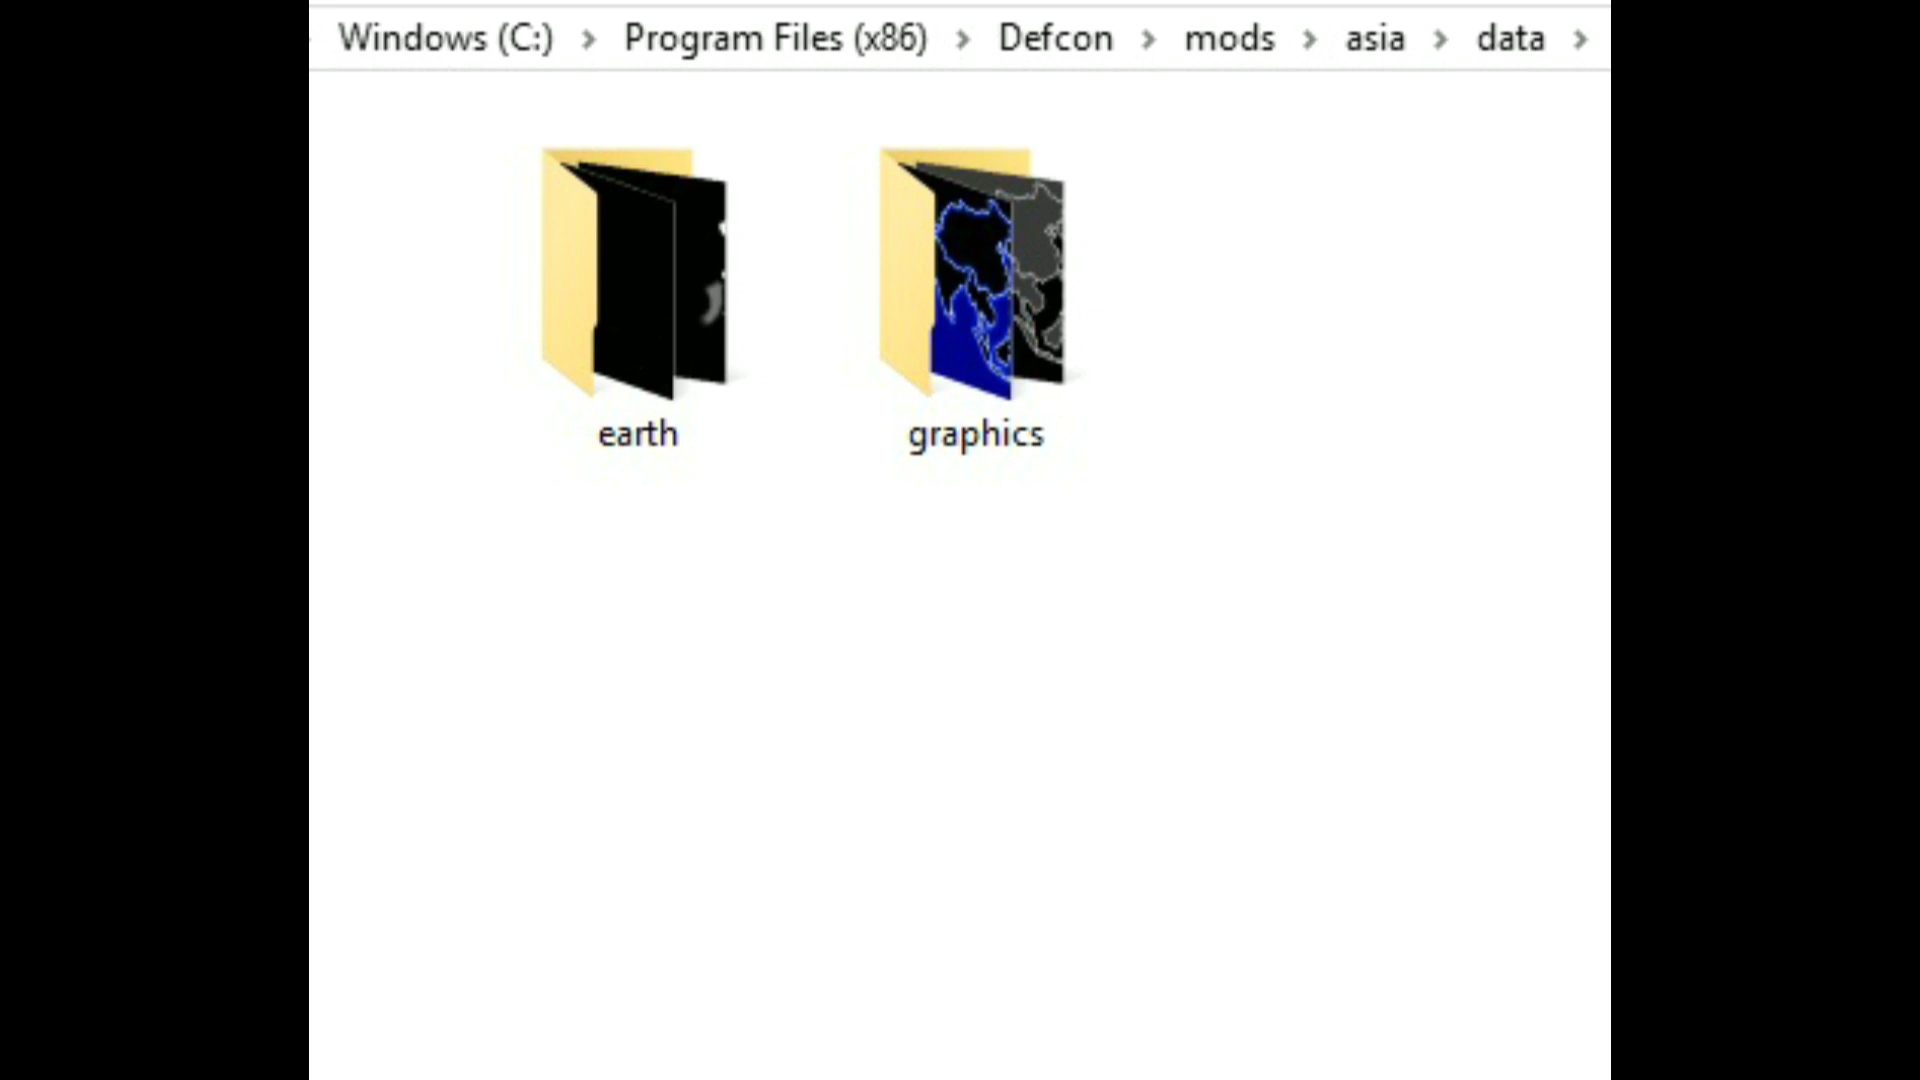 Windows (C:) > Program Files (x86) > Defcon > mods > asia > data >
earth
graphics